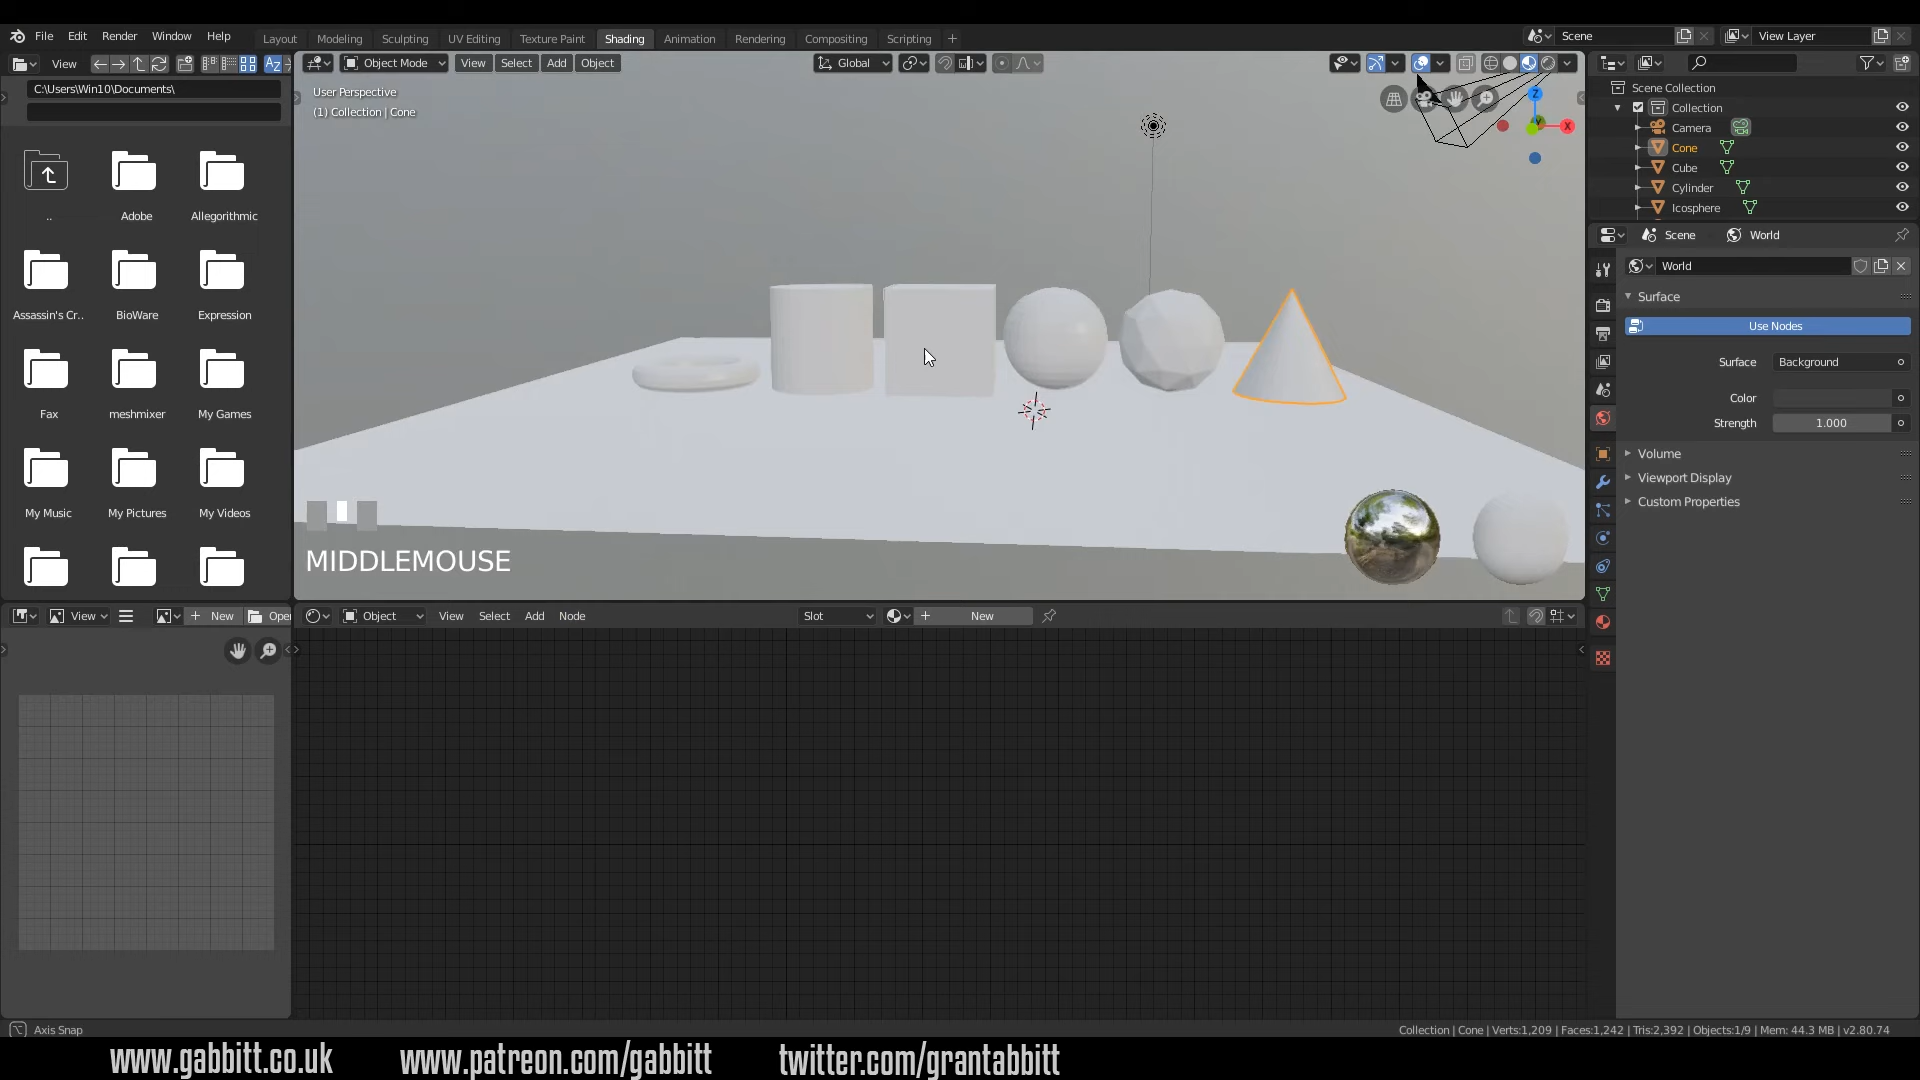 File Edit Render Window Help Layout Modeling Sculpting UV Editing Texture Paint Shading Animation Rendering Compositing Scripting + Scene View Layer
View AZ Object Mode View Select Add Object Global
C:\Users\Win10\Documents\
User Perspective
(1) Collection | Cone
Z
X
Scene Collection
Collection
Camera
Cone
Cube
Cylinder
Icosphere
.. Adobe Allegorithmic
Assassin's Cr.. BioWare Expression
Fax meshmixer My Games
My Music My Pictures My Videos
Scene World
World
Surface
Use Nodes
Surface Background
Color
Strength 1.000
Volume
Viewport Display
Custom Properties
MIDDLEMOUSE
View + New Ope
Object View Select Add Node Slot + New
Axis Snap
Collection | Cone | Verts:1,209 | Faces:1,242 | Tris:2,392 | Objects:1/9 | Mem: 44.3 MB | v2.80.74
www.gabbitt.co.uk www.patreon.com/gabbitt twitter.com/grantabbitt